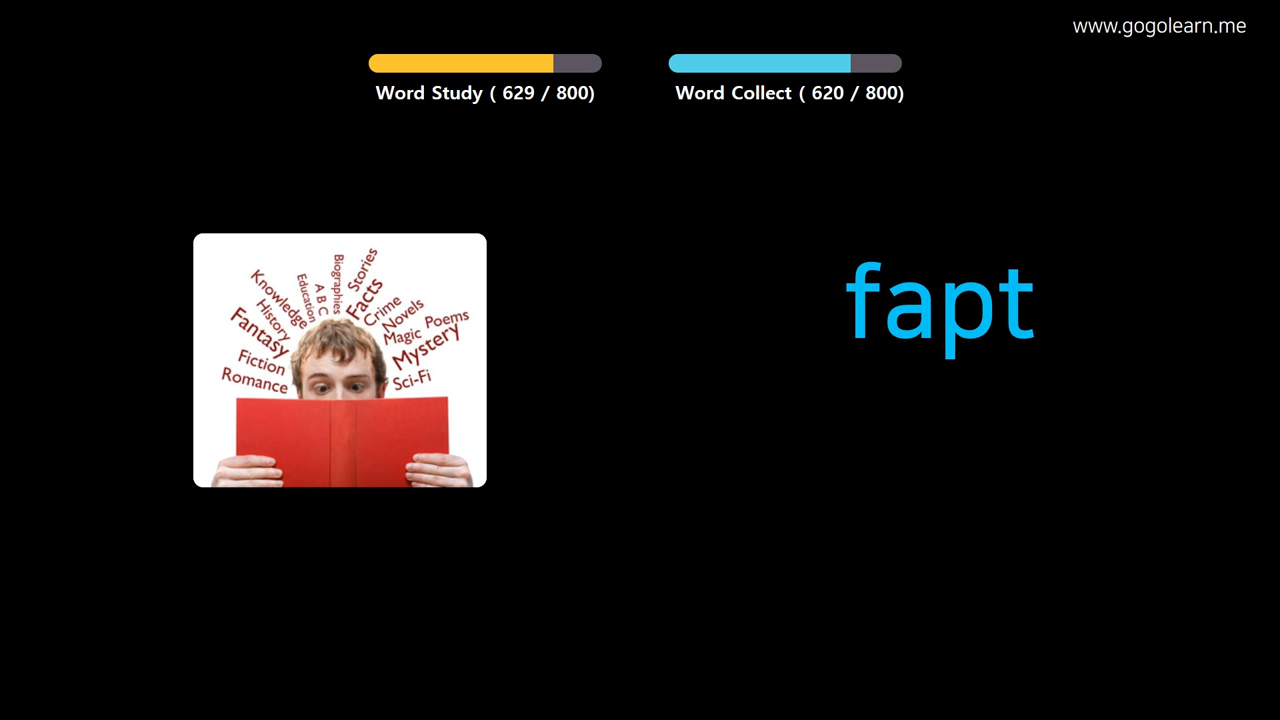 www.gogolearn.me
Word Study ( 629 / 800)
Word Collect ( 620 / 800)
fapt
Knowledge
History
Fantasy
Fiction
Romance
Education
A B C
Biographies
Stories
Facts
Crime
Novels
Magic
Poems
Mystery
Sci-Fi